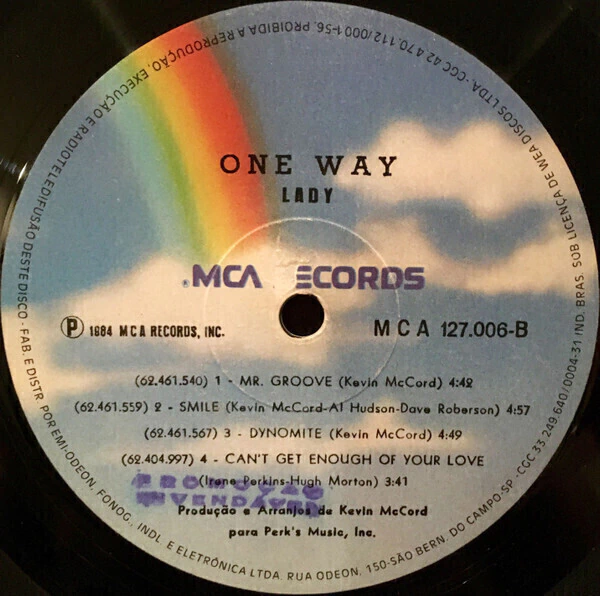 ONE WAY
LADY
MCA ECORDS
Ⓟ 1984 MCA RECORDS, INC.
MCA 127.006-B
(62.461.540) 1 - MR. GROOVE (Kevin McCord) 4:42
(62.461.559) 2 - SMILE (Kevin McCord-Al Hudson-Dave Roberson) 4:57
(62.461.567) 3 - DYNOMITE (Kevin McCord) 4:49
(62.404.997) 4 - CAN'T GET ENOUGH OF YOUR LOVE
(Irene Perkins-Hugh Morton) 3:41
PROMOÇÃO
INVENDÁVEL
Produção e Arranjos de Kevin McCord
para Perk's Music, Inc.
FAB. E DISTR. POR EMI-ODEON. FONOG., INDL. E ELETRÔNICA LTDA. RUA ODEON, 150-SÃO BERN. DO CAMPO-SP - CGC 33.249.640/0004-31 IND. BRAS. SOB LICENÇA DE WEA DISCOS LTDA - CGC 42.470.112/0001-56. PROIBIDA A REPRODUÇÃO, EXECUÇÃO E RADIOTELEDIFUSÃO DESTE DISCO -